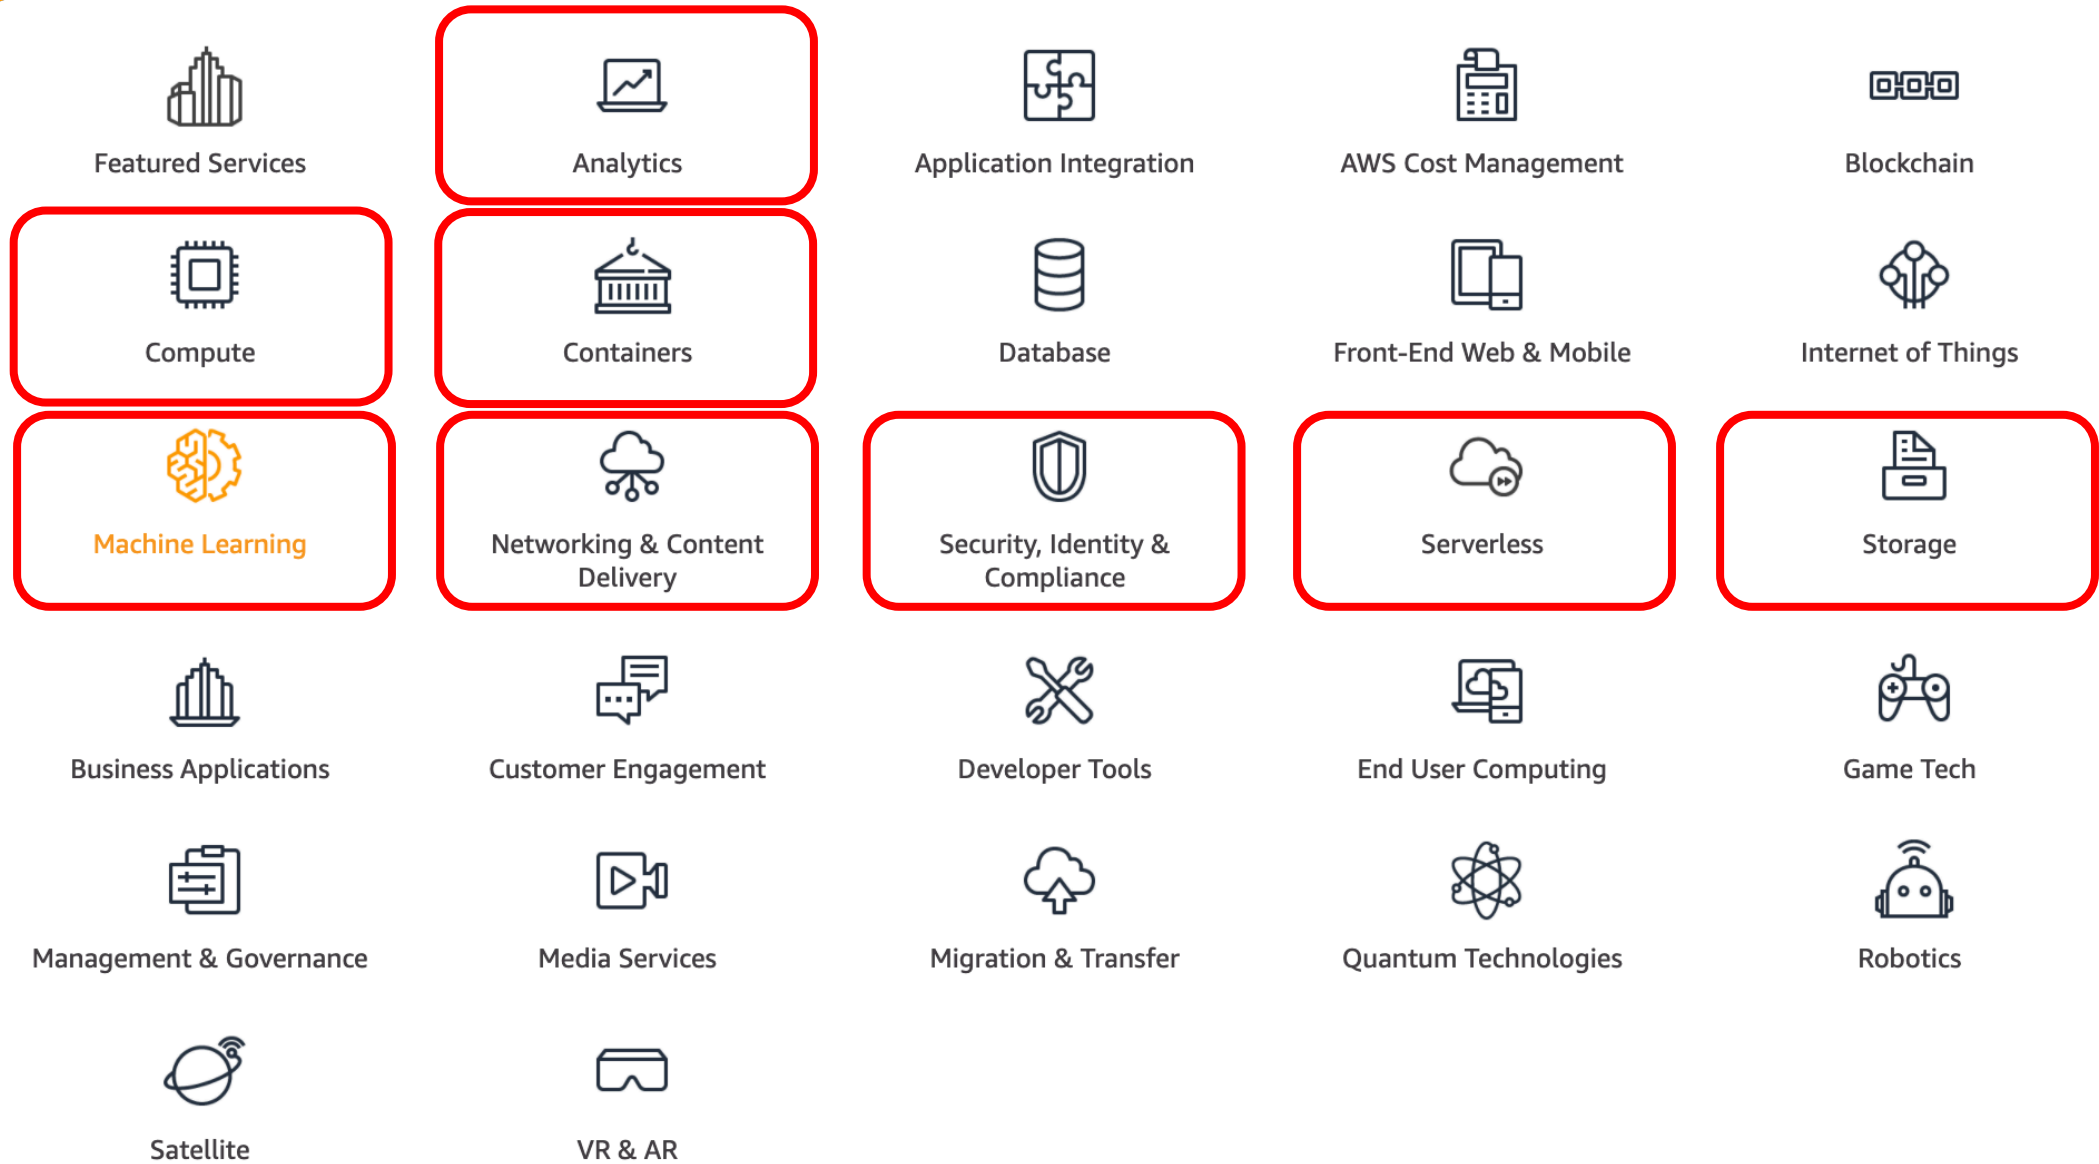 Featured Services
Analytics
Application Integration
AWS Cost Management
Blockchain
Compute
Containers
Database
Front-End Web & Mobile
Internet of Things
Machine Learning
Networking & Content
Delivery
Security, Identity &
Compliance
Serverless
Storage
Business Applications
Customer Engagement
Developer Tools
End User Computing
Game Tech
Management & Governance
Media Services
Migration & Transfer
Quantum Technologies
Robotics
Satellite
VR & AR